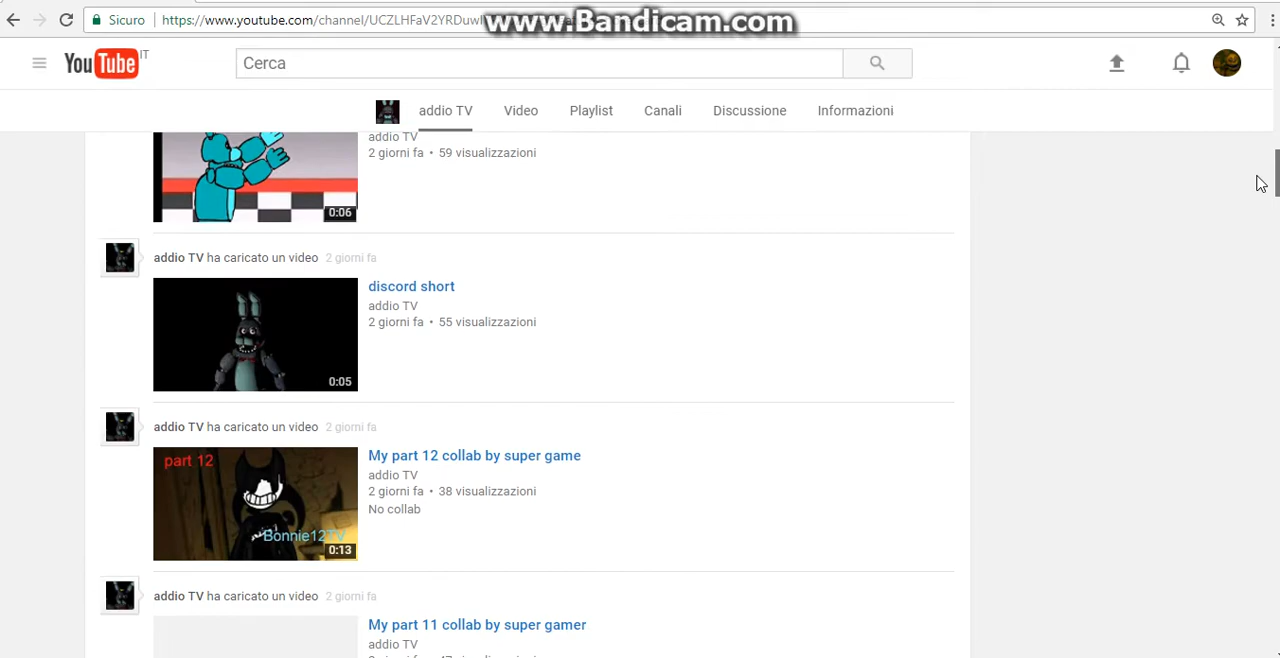 Sicuro https://www.youtube.com/channel/UCZLHFaV2YRDuwl
www.Bandicam.com
YouTube IT
Cerca
addio TV Video Playlist Canali Discussione Informazioni
addio TV
2 giorni fa • 59 visualizzazioni
0:06
addio TV ha caricato un video 2 giorni fa
discord short
addio TV
2 giorni fa • 55 visualizzazioni
0:05
addio TV ha caricato un video 2 giorni fa
part 12
My part 12 collab by super game
addio TV
2 giorni fa • 38 visualizzazioni
No collab
Bonnie12TV
0:13
addio TV ha caricato un video 2 giorni fa
My part 11 collab by super gamer
addio TV